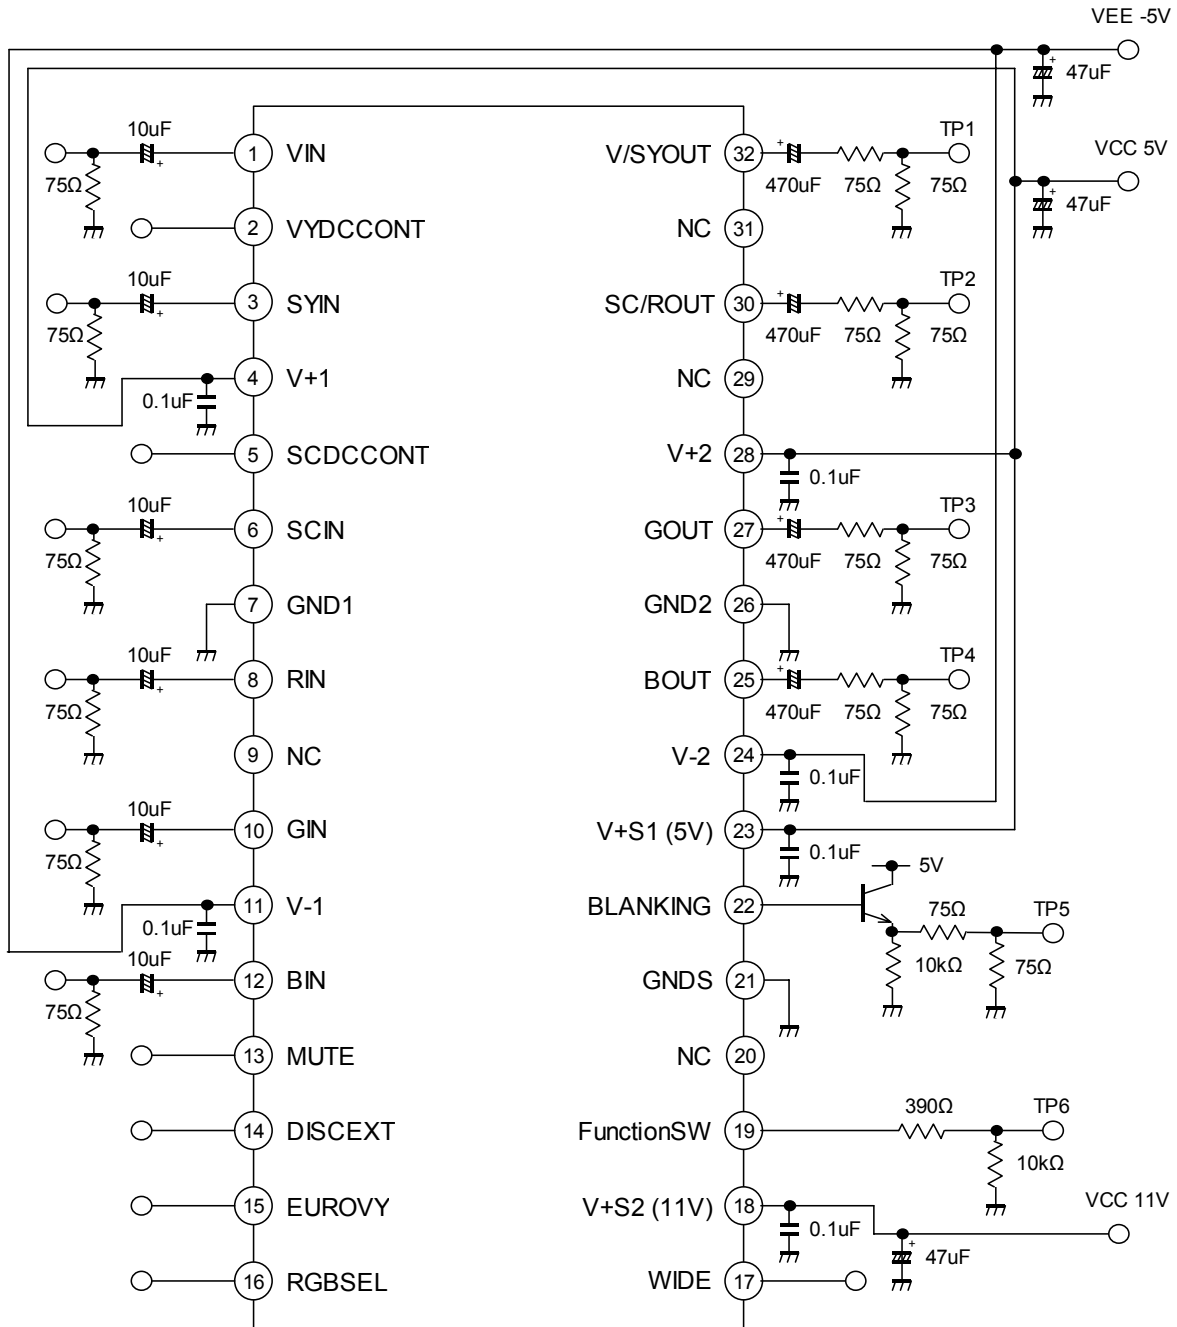 VEE -5V
47uF
10uF
1 VIN
75Ω
V/SYOUT 32
470uF
75Ω
75Ω
TP1
VCC 5V
47uF
2 VYDCCONT
NC 31
10uF
3 SYIN
75Ω
SC/ROUT 30
470uF
75Ω
75Ω
TP2
4 V+1
0.1uF
NC 29
5 SCDCCONT
V+2 28
0.1uF
10uF
6 SCIN
75Ω
GOUT 27
470uF
75Ω
75Ω
TP3
7 GND1
GND2 26
10uF
8 RIN
75Ω
BOUT 25
470uF
75Ω
75Ω
TP4
9 NC
V-2 24
0.1uF
10uF
10 GIN
75Ω
V+S1 (5V) 23
0.1uF
11 V-1
0.1uF
BLANKING 22
5V
75Ω
TP5
10kΩ
75Ω
10uF
12 BIN
75Ω
GNDS 21
13 MUTE
NC 20
14 DISCEXT
FunctionSW 19
390Ω
TP6
10kΩ
15 EUROVY
V+S2 (11V) 18
0.1uF
47uF
VCC 11V
16 RGBSEL
WIDE 17